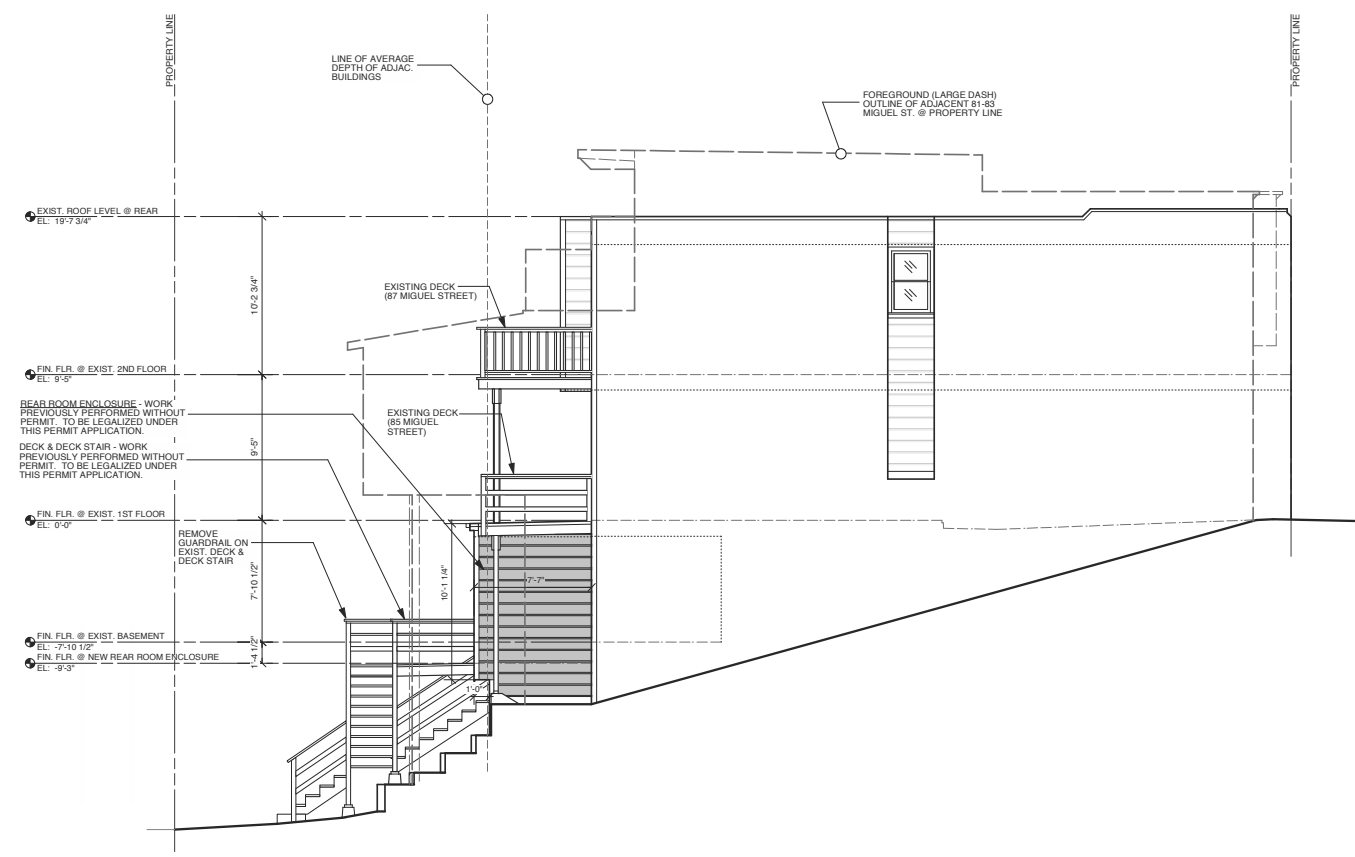 PROPERTY LINE
PROPERTY LINE
LINE OF AVERAGE
DEPTH OF ADJAC.
BUILDINGS
FOREGROUND (LARGE DASH)
OUTLINE OF ADJACENT 81-83
MIGUEL ST. @ PROPERTY LINE
EXIST. ROOF LEVEL @ REAR
EL: 19'-7 3/4"
10'-2 3/4"
EXISTING DECK
(87 MIGUEL STREET)
FIN. FLR. @ EXIST. 2ND FLOOR
EL: 9'-5"
REAR ROOM ENCLOSURE - WORK
PREVIOUSLY PERFORMED WITHOUT
PERMIT. TO BE LEGALIZED UNDER
THIS PERMIT APPLICATION.
EXISTING DECK
(85 MIGUEL
STREET)
9'-5"
DECK & DECK STAIR - WORK
PREVIOUSLY PERFORMED WITHOUT
PERMIT. TO BE LEGALIZED UNDER
THIS PERMIT APPLICATION.
FIN. FLR. @ EXIST. 1ST FLOOR
EL: 0'-0"
REMOVE
GUARDRAIL ON
EXIST. DECK &
DECK STAIR
7'-10 1/2"
10'-1 1/4"
7'-7"
FIN. FLR. @ EXIST. BASEMENT
EL: -7'-10 1/2"
1'-4 1/2"
FIN. FLR. @ NEW REAR ROOM ENCLOSURE
EL: -9'-3"
1'-0"